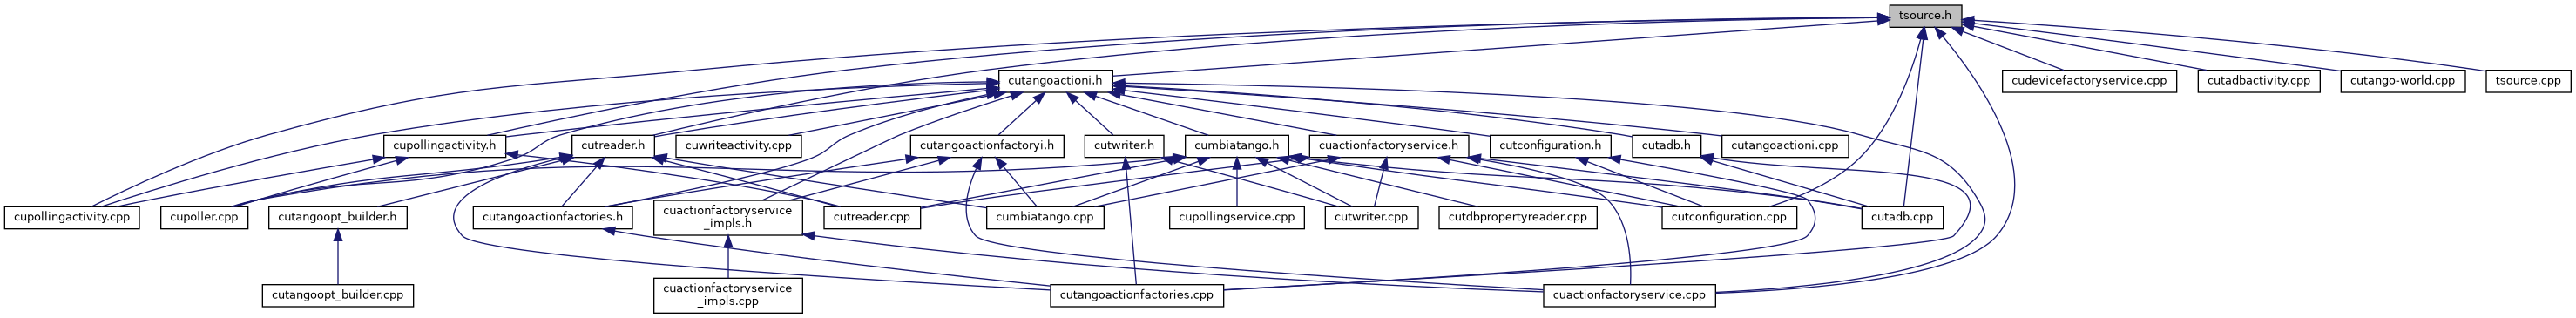 tsource.h
cutangoactioni.h
cudevicefactoryservice.cpp
cutadbactivity.cpp
cutango-world.cpp
tsource.cpp
cupollingactivity.h
cutreader.h
cuwriteactivity.cpp
cutangoactionfactoryi.h
cutwriter.h
cumbiatango.h
cuactionfactoryservice.h
cutconfiguration.h
cutadb.h
cutangoactioni.cpp
cupollingactivity.cpp
cupoller.cpp
cutangoopt_builder.h
cutangoactionfactories.h
cuactionfactoryservice
_impls.h
cutreader.cpp
cumbiatango.cpp
cupollingservice.cpp
cutwriter.cpp
cutdbpropertyreader.cpp
cutconfiguration.cpp
cutadb.cpp
cutangoopt_builder.cpp
cuactionfactoryservice
_impls.cpp
cutangoactionfactories.cpp
cuactionfactoryservice.cpp